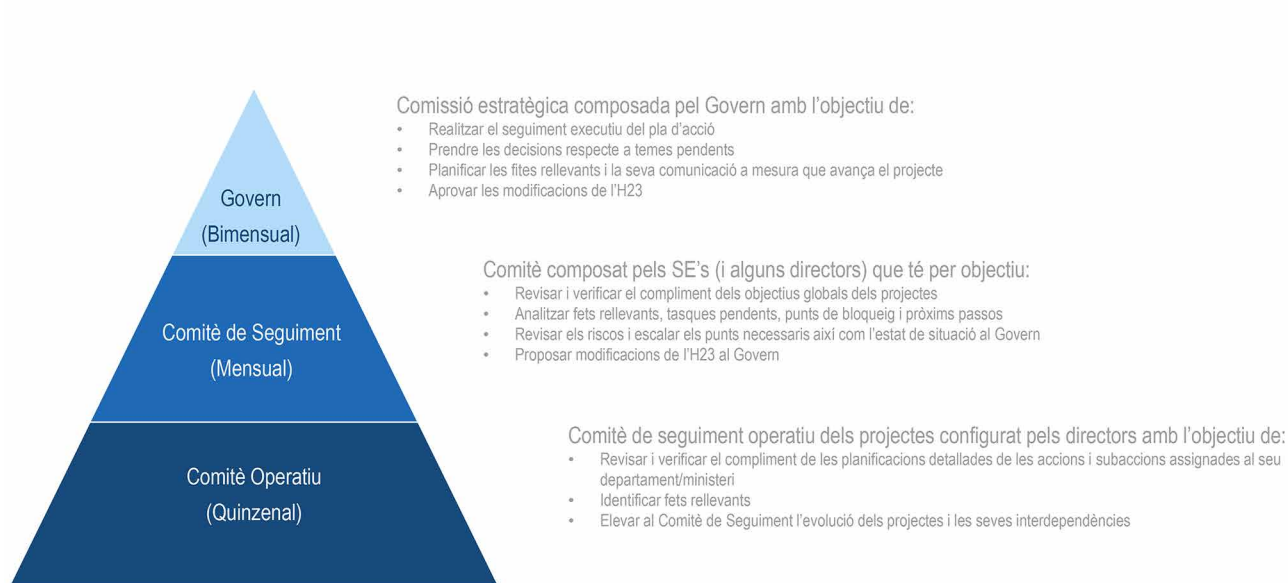 Comissió estratègica composada pel Govern amb l'objectiu de:
• Realitzar el seguiment executiu del pla d'acció
• Prendre les decisions respecte a temes pendents
• Planificar les fites rellevants i la seva comunicació a mesura que avança el projecte
• Aprovar les modificacions de l'H23
Govern
(Bimensual)
Comitè composat pels SE's (i alguns directors) que té per objectiu:
• Revisar i verificar el compliment dels objectius globals dels projectes
• Analitzar fets rellevants, tasques pendents, punts de bloqueig i pròxims passos
• Revisar els riscos i escalar els punts necessaris així com l'estat de situació al Govern
• Proposar modificacions de l'H23 al Govern
Comitè de Seguiment
(Mensual)
Comitè de seguiment operatiu dels projectes configurat pels directors amb l'objectiu de:
• Revisar i verificar el compliment de les planificacions detallades de les accions i subaccions assignades al seu
departament/ministeri
• Identificar fets rellevants
• Elevar al Comitè de Seguiment l'evolució dels projectes i les seves interdependències
Comitè Operatiu
(Quinzenal)